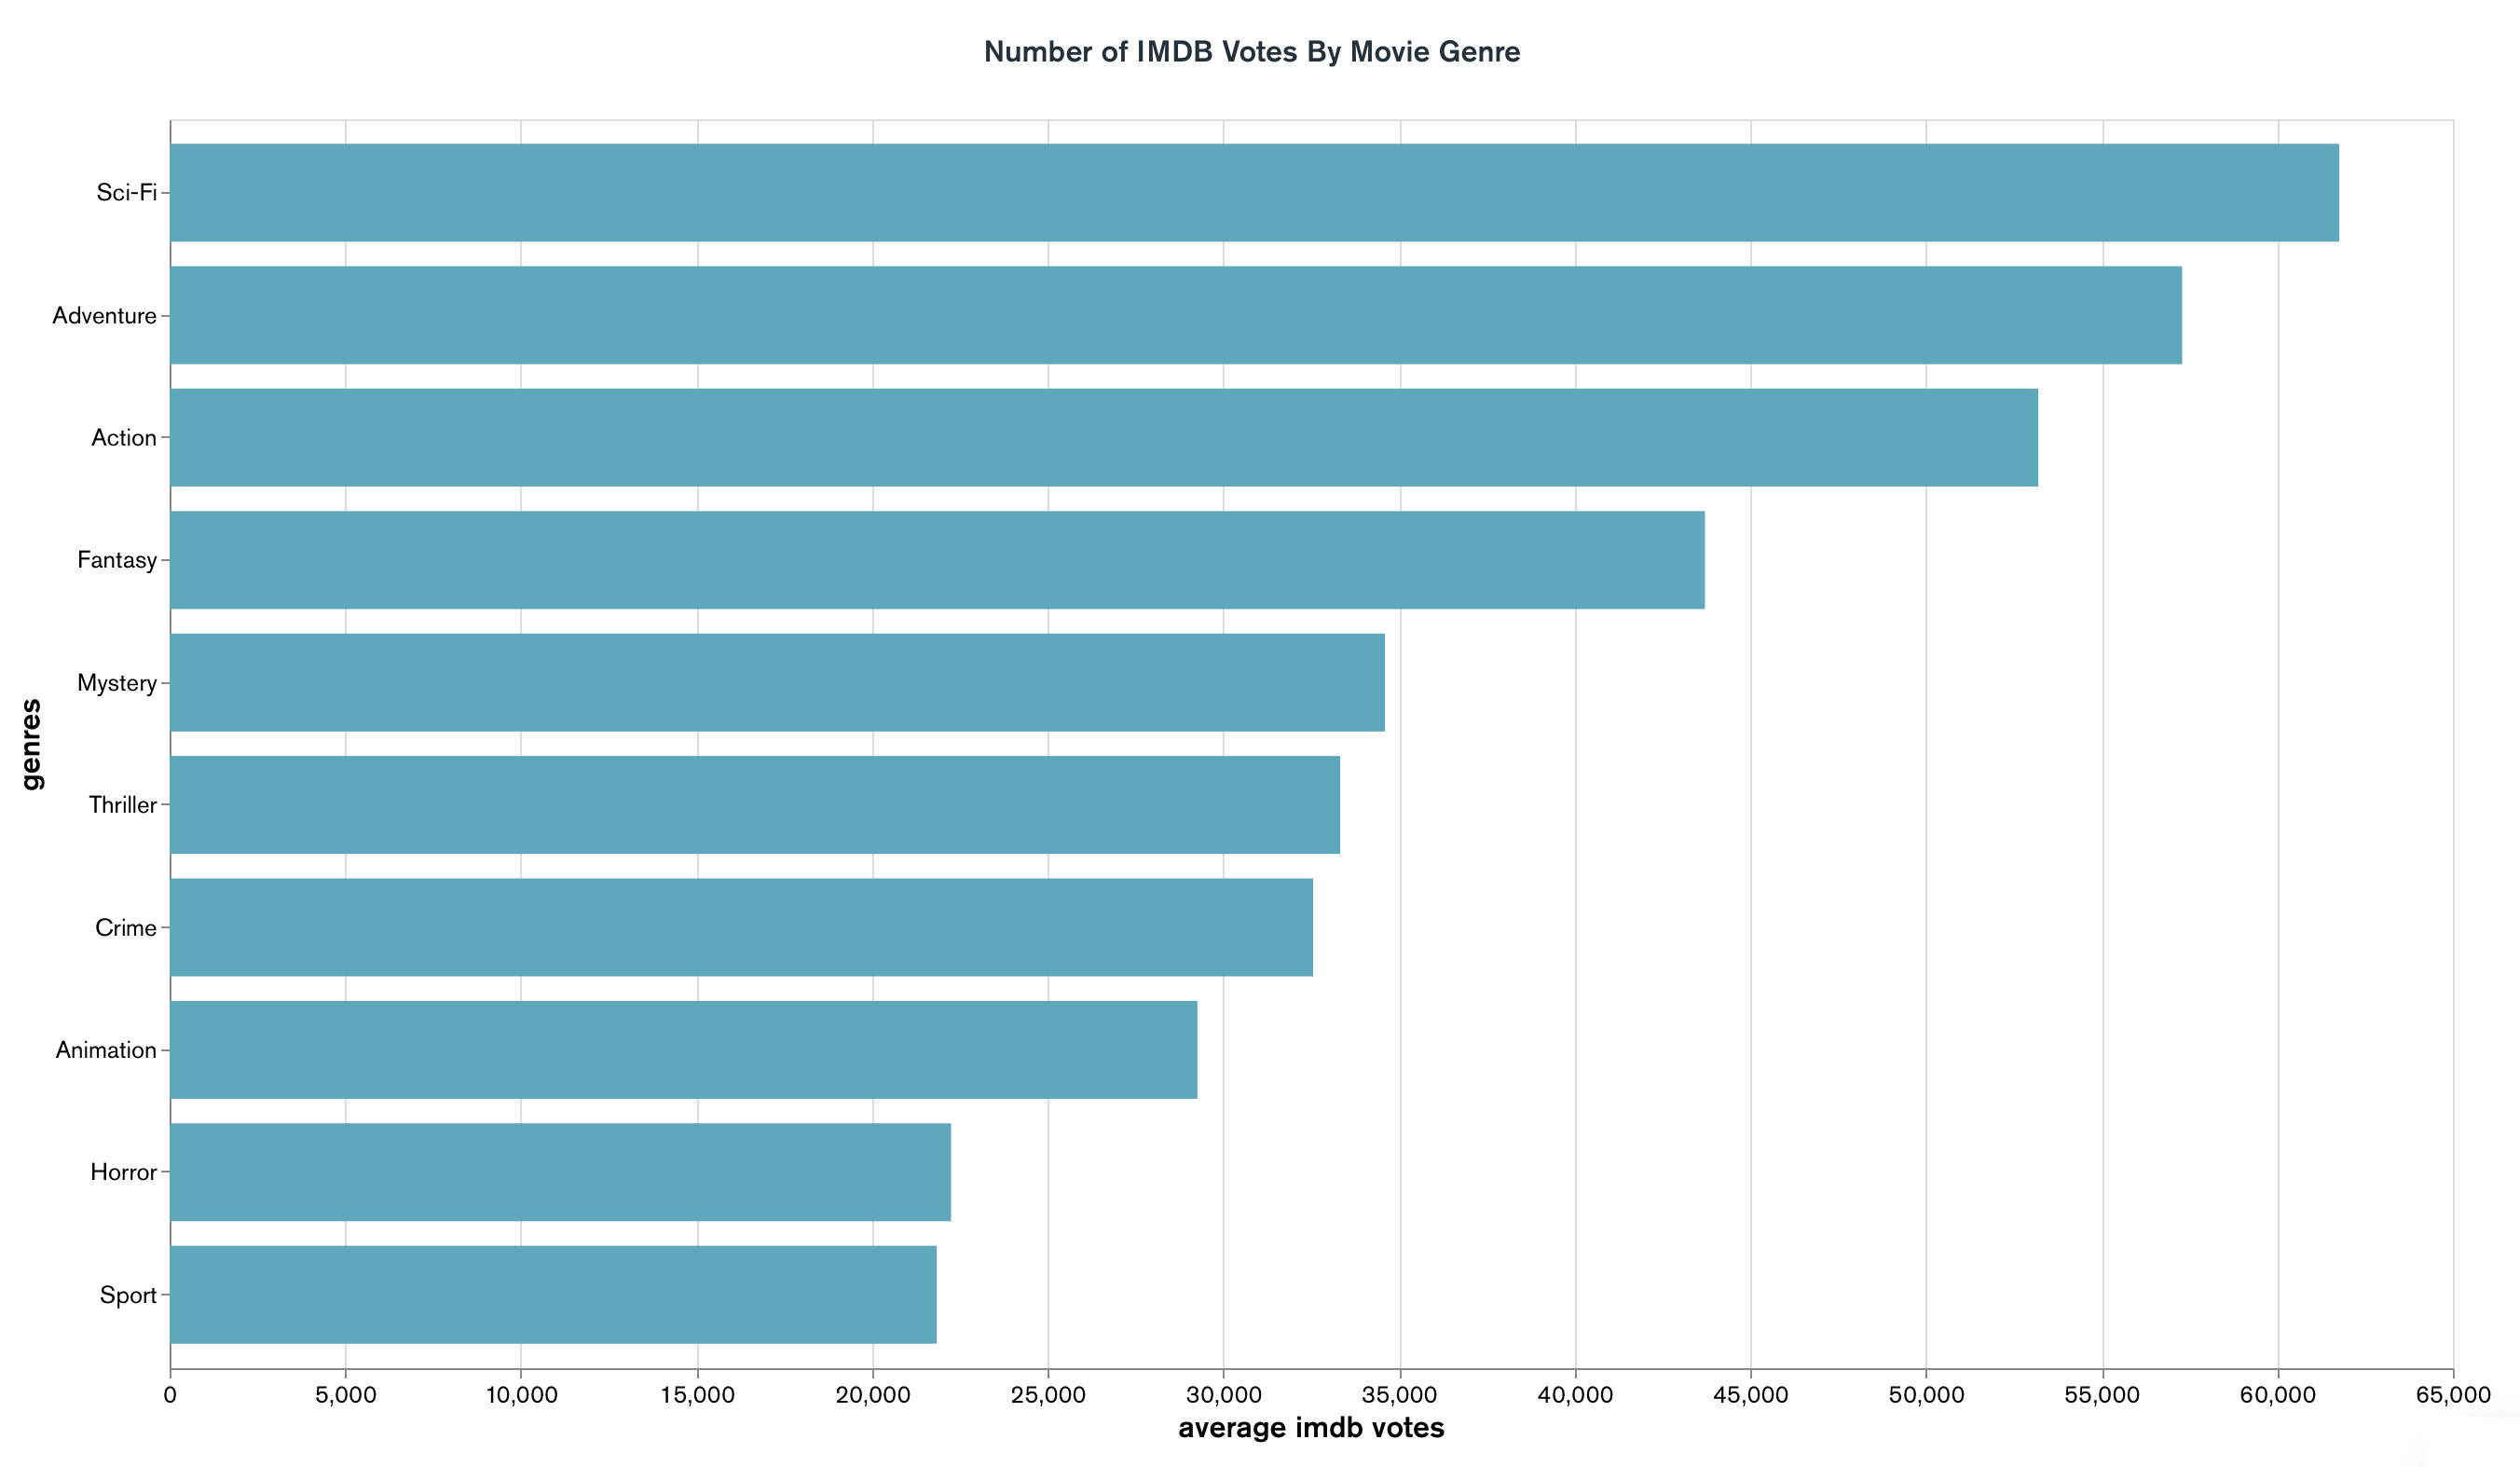 Number of IMDB Votes By Movie Genre
genres
Sci-Fi
Adventure
Action
Fantasy
Mystery
Thriller
Crime
Animation
Horror
Sport
0 5,000 10,000 15,000 20,000 25,000 30,000 35,000 40,000 45,000 50,000 55,000 60,000 65,000
average imdb votes